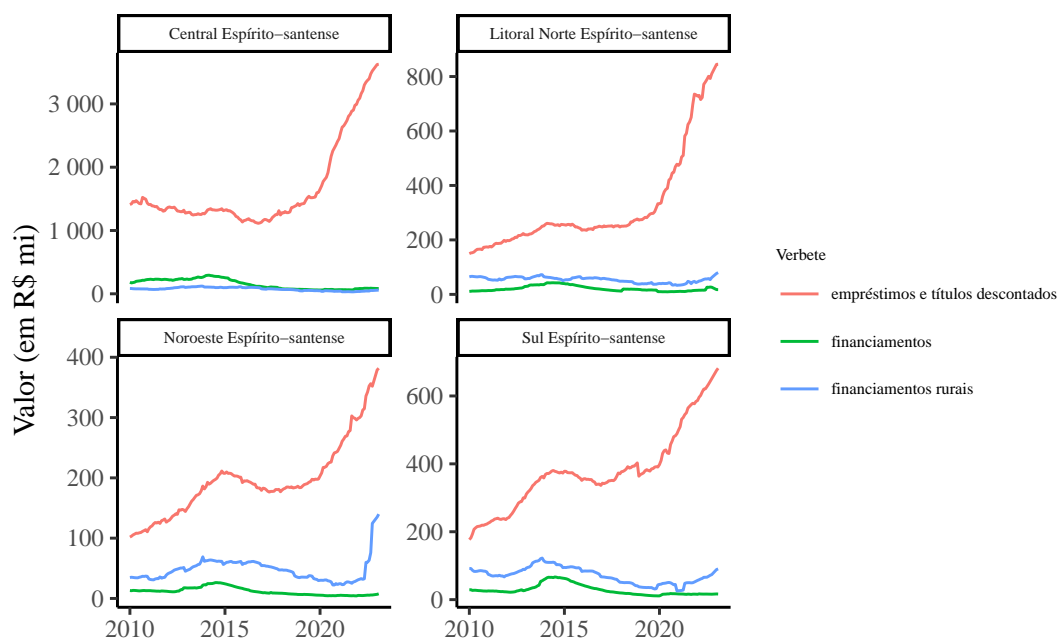 Central Espírito−santense
Litoral Norte Espírito−santense
3 000
2 000
1 000
0
800
600
400
200
0
Noroeste Espírito−santense
Sul Espírito−santense
400
300
200
100
0
600
400
200
0
2010
2015
2020
2010
2015
2020
Valor (em R$ mi)
Verbete
empréstimos e títulos descontados
financiamentos
financiamentos rurais